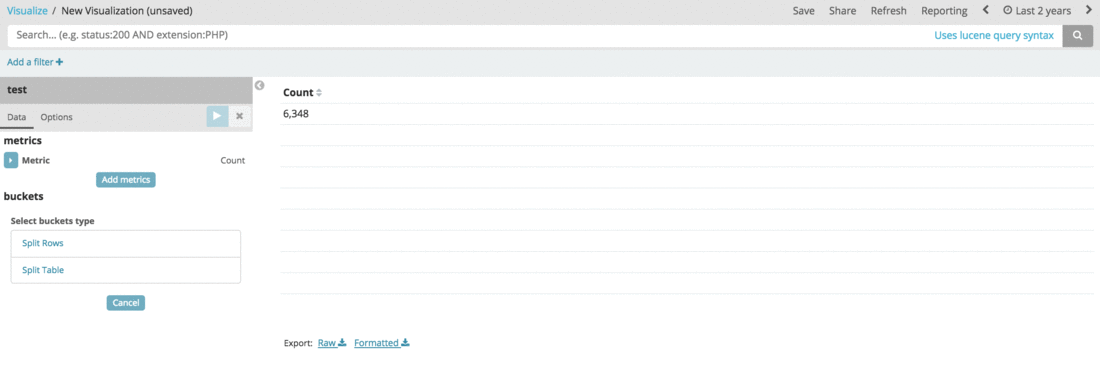 Visualize / New Visualization (unsaved) Save Share Refresh Reporting Last 2 years
Search... (e.g. status:200 AND extension:PHP) Uses lucene query syntax
Add a filter
test
Data Options
metrics
Metric Count
Add metrics
buckets
Select buckets type
Split Rows
Split Table
Cancel
Count
6,348
Export: Raw Formatted